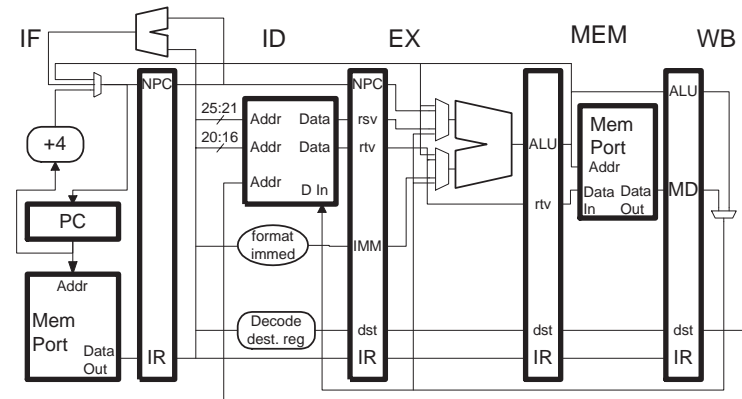 IF
ID
EX
MEM
WB
NPC
NPC
ALU
25:21
20:16
Addr
Data
rsv
Addr
Data
rtv
Addr
D In
+4
PC
ALU
Mem
Port
Addr
Data
In
Data
Out
MD
rtv
format
immed
IMM
Addr
Mem
Port
Data
Out
Decode
dest. reg
dst
dst
dst
IR
IR
IR
IR